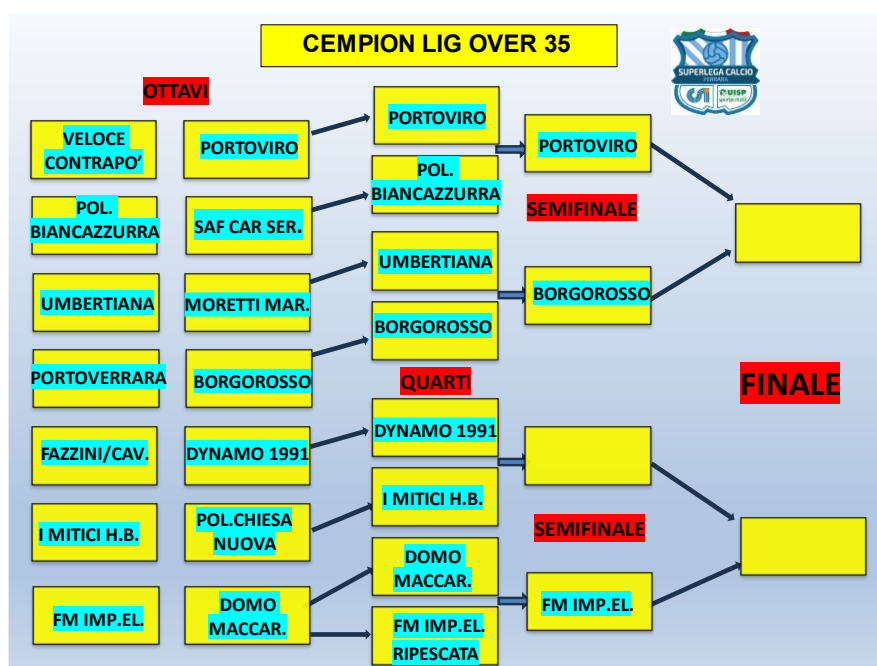 CEMPION LIG OVER 35
SUPERLEGA CALCIO
FERRARA
CSI
UISP
sportpertutti
OTTAVI
VELOCE
CONTRAPO’
PORTOVIRO
PORTOVIRO
PORTOVIRO
POL.
BIANCAZZURRA
SAF CAR SER.
POL.
BIANCAZZURRA
SEMIFINALE
UMBERTIANA
MORETTI MAR.
UMBERTIANA
BORGOROSSO
PORTOVERRARA
BORGOROSSO
BORGOROSSO
QUARTI
FINALE
FAZZINI/CAV.
DYNAMO 1991
DYNAMO 1991
I MITICI H.B.
POL.CHIESA
NUOVA
I MITICI H.B.
SEMIFINALE
FM IMP.EL.
DOMO
MACCAR.
DOMO
MACCAR.
FM IMP.EL.
FM IMP.EL.
RIPESCATA